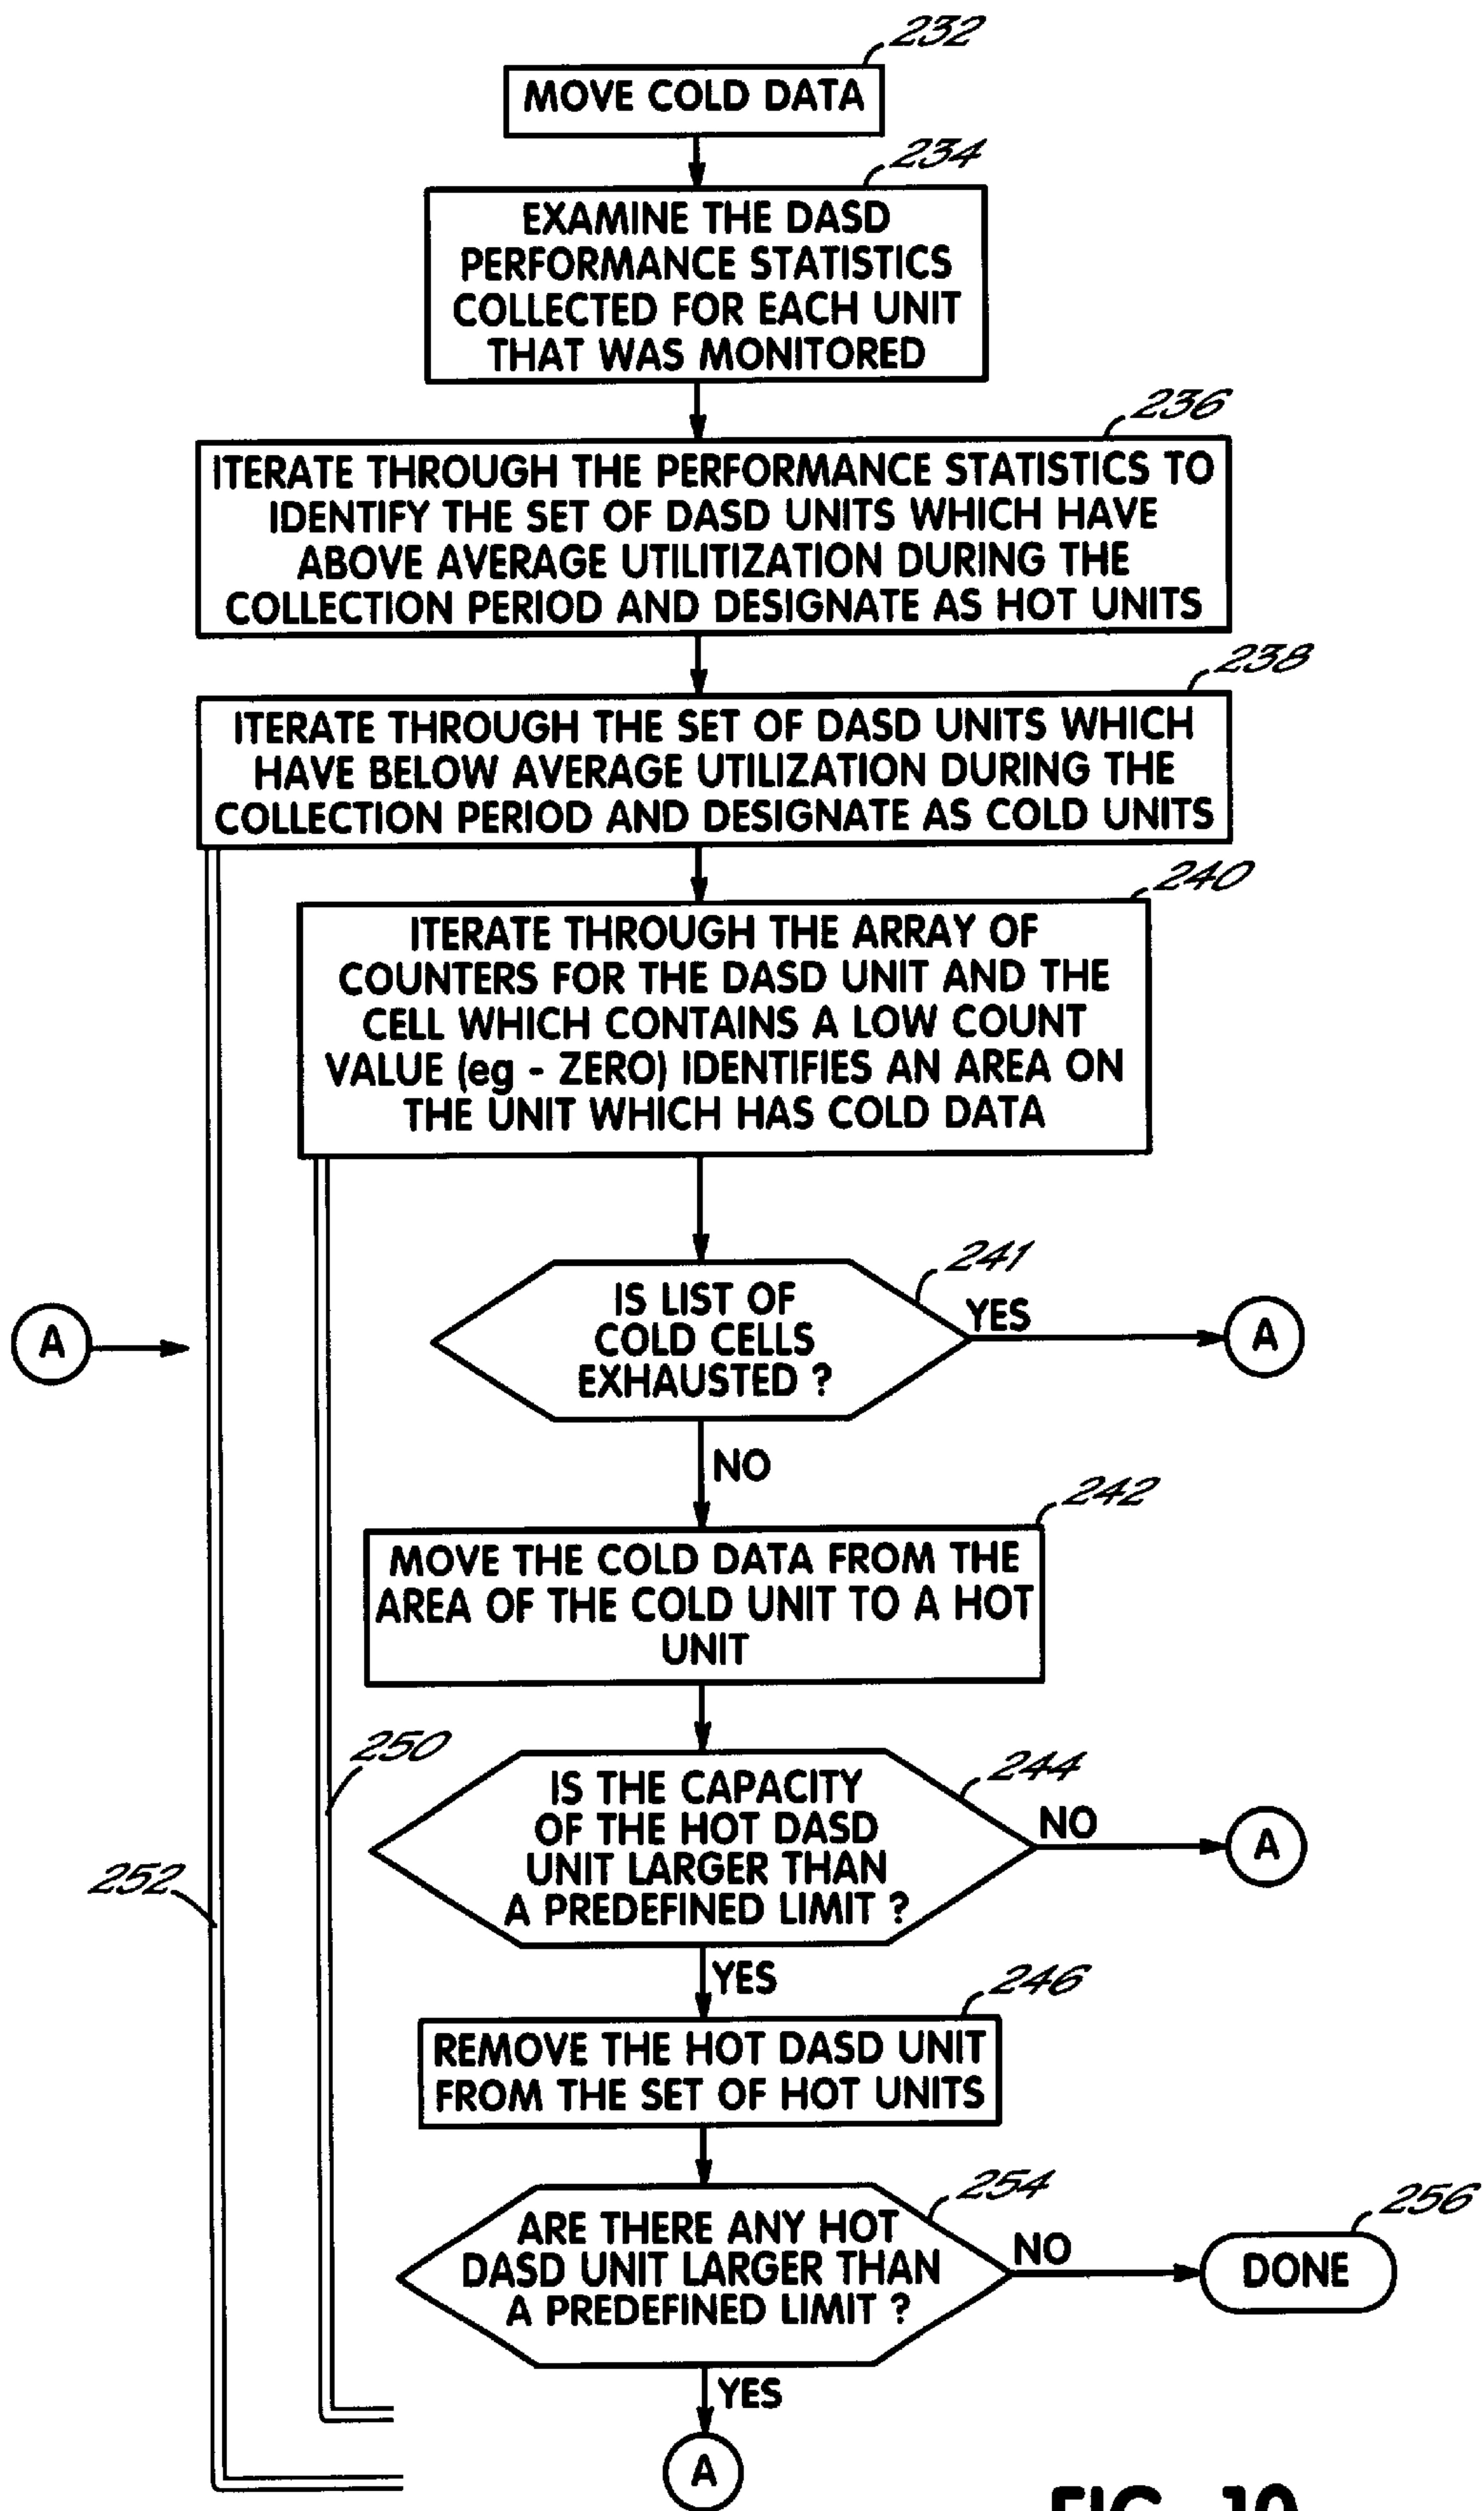 232
MOVE COLD DATA
234
EXAMINE THE DASD
PERFORMANCE STATISTICS
COLLECTED FOR EACH UNIT
THAT WAS MONITORED
236
ITERATE THROUGH THE PERFORMANCE STATISTICS TO
IDENTIFY THE SET OF DASD UNITS WHICH HAVE
ABOVE AVERAGE UTILITIZATION DURING THE
COLLECTION PERIOD AND DESIGNATE AS HOT UNITS
238
ITERATE THROUGH THE SET OF DASD UNITS WHICH
HAVE BELOW AVERAGE UTILIZATION DURING THE
COLLECTION PERIOD AND DESIGNATE AS COLD UNITS
240
ITERATE THROUGH THE ARRAY OF
COUNTERS FOR THE DASD UNIT AND THE
CELL WHICH CONTAINS A LOW COUNT
VALUE (eg - ZERO) IDENTIFIES AN AREA ON
THE UNIT WHICH HAS COLD DATA
241
IS LIST OF
COLD CELLS
EXHAUSTED ?
YES
A
A
NO
242
MOVE THE COLD DATA FROM THE
AREA OF THE COLD UNIT TO A HOT
UNIT
250
244
IS THE CAPACITY
OF THE HOT DASD
UNIT LARGER THAN
A PREDEFINED LIMIT ?
NO
A
252
YES
246
REMOVE THE HOT DASD UNIT
FROM THE SET OF HOT UNITS
254
ARE THERE ANY HOT
DASD UNIT LARGER THAN
A PREDEFINED LIMIT ?
NO
256
DONE
YES
A
FIG. 10